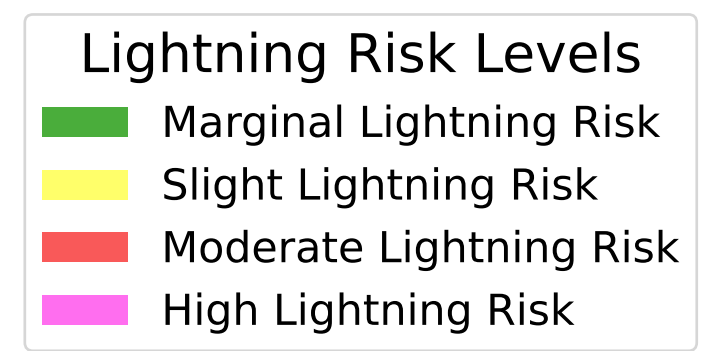 Lightning Risk Levels
Marginal Lightning Risk
Slight Lightning Risk
Moderate Lightning Risk
High Lightning Risk